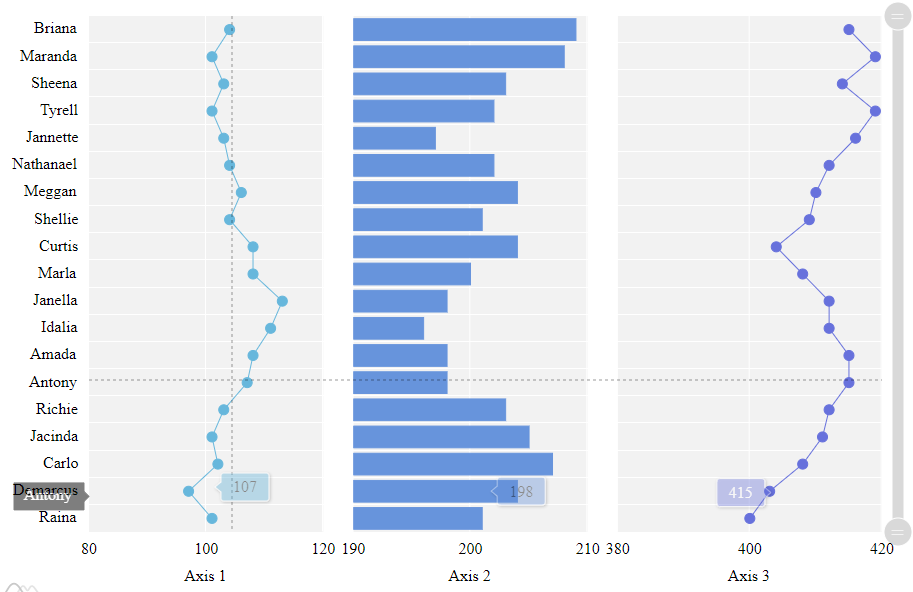 Briana
Maranda
Sheena
Tyrell
Jannette
Nathanael
Meggan
Shellie
Curtis
Marla
Janella
Idalia
Amada
Antony
Richie
Jacinda
Carlo
Demarcus
Antony
107
198
415
Raina
80 100 120 190 200 210 380 400 420
Axis 1 Axis 2 Axis 3